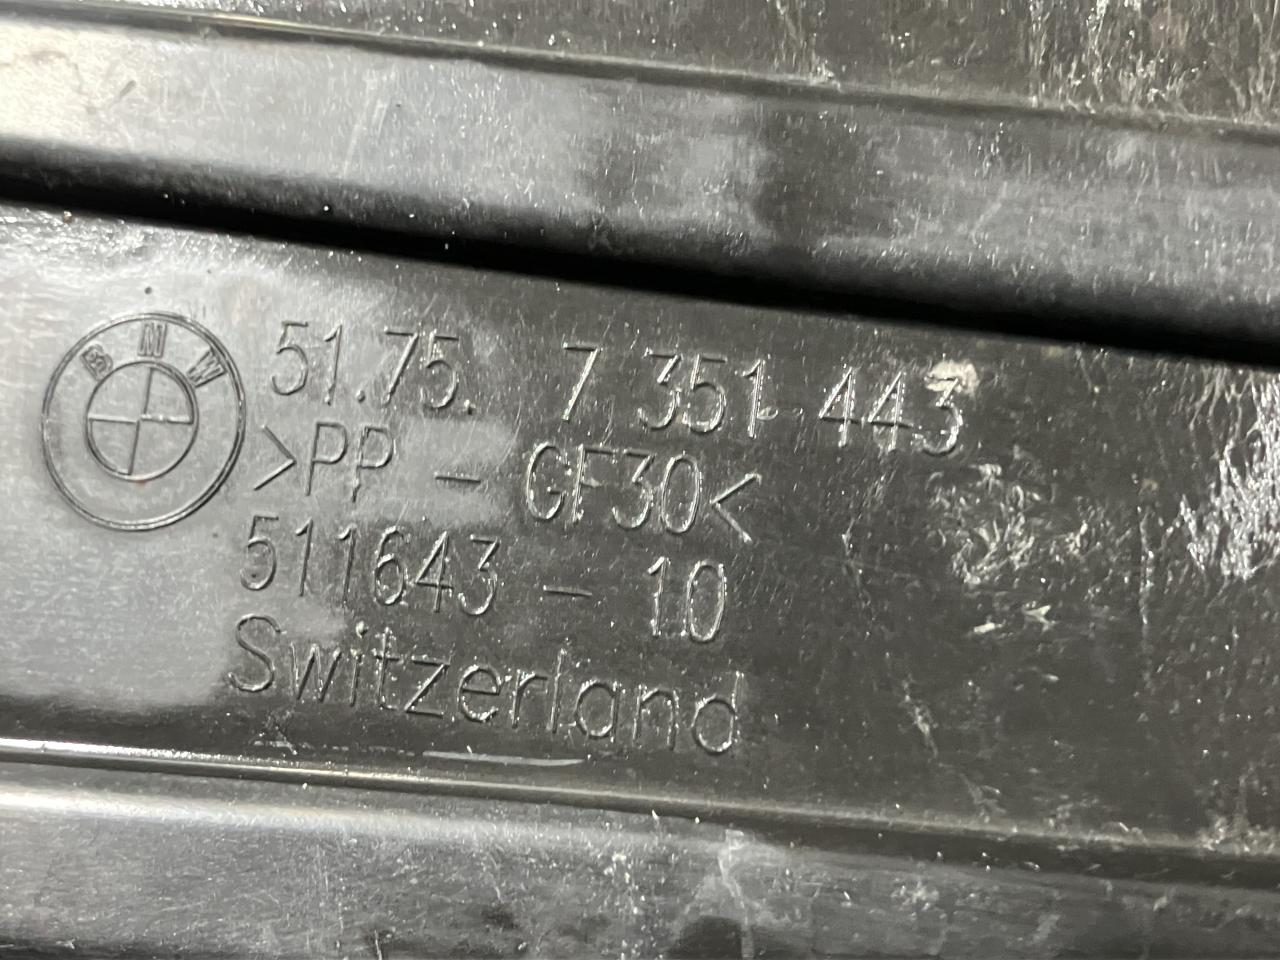 BMW
51.75. 7 351 443
>PP - GF30<
511643 - 10
Switzerland